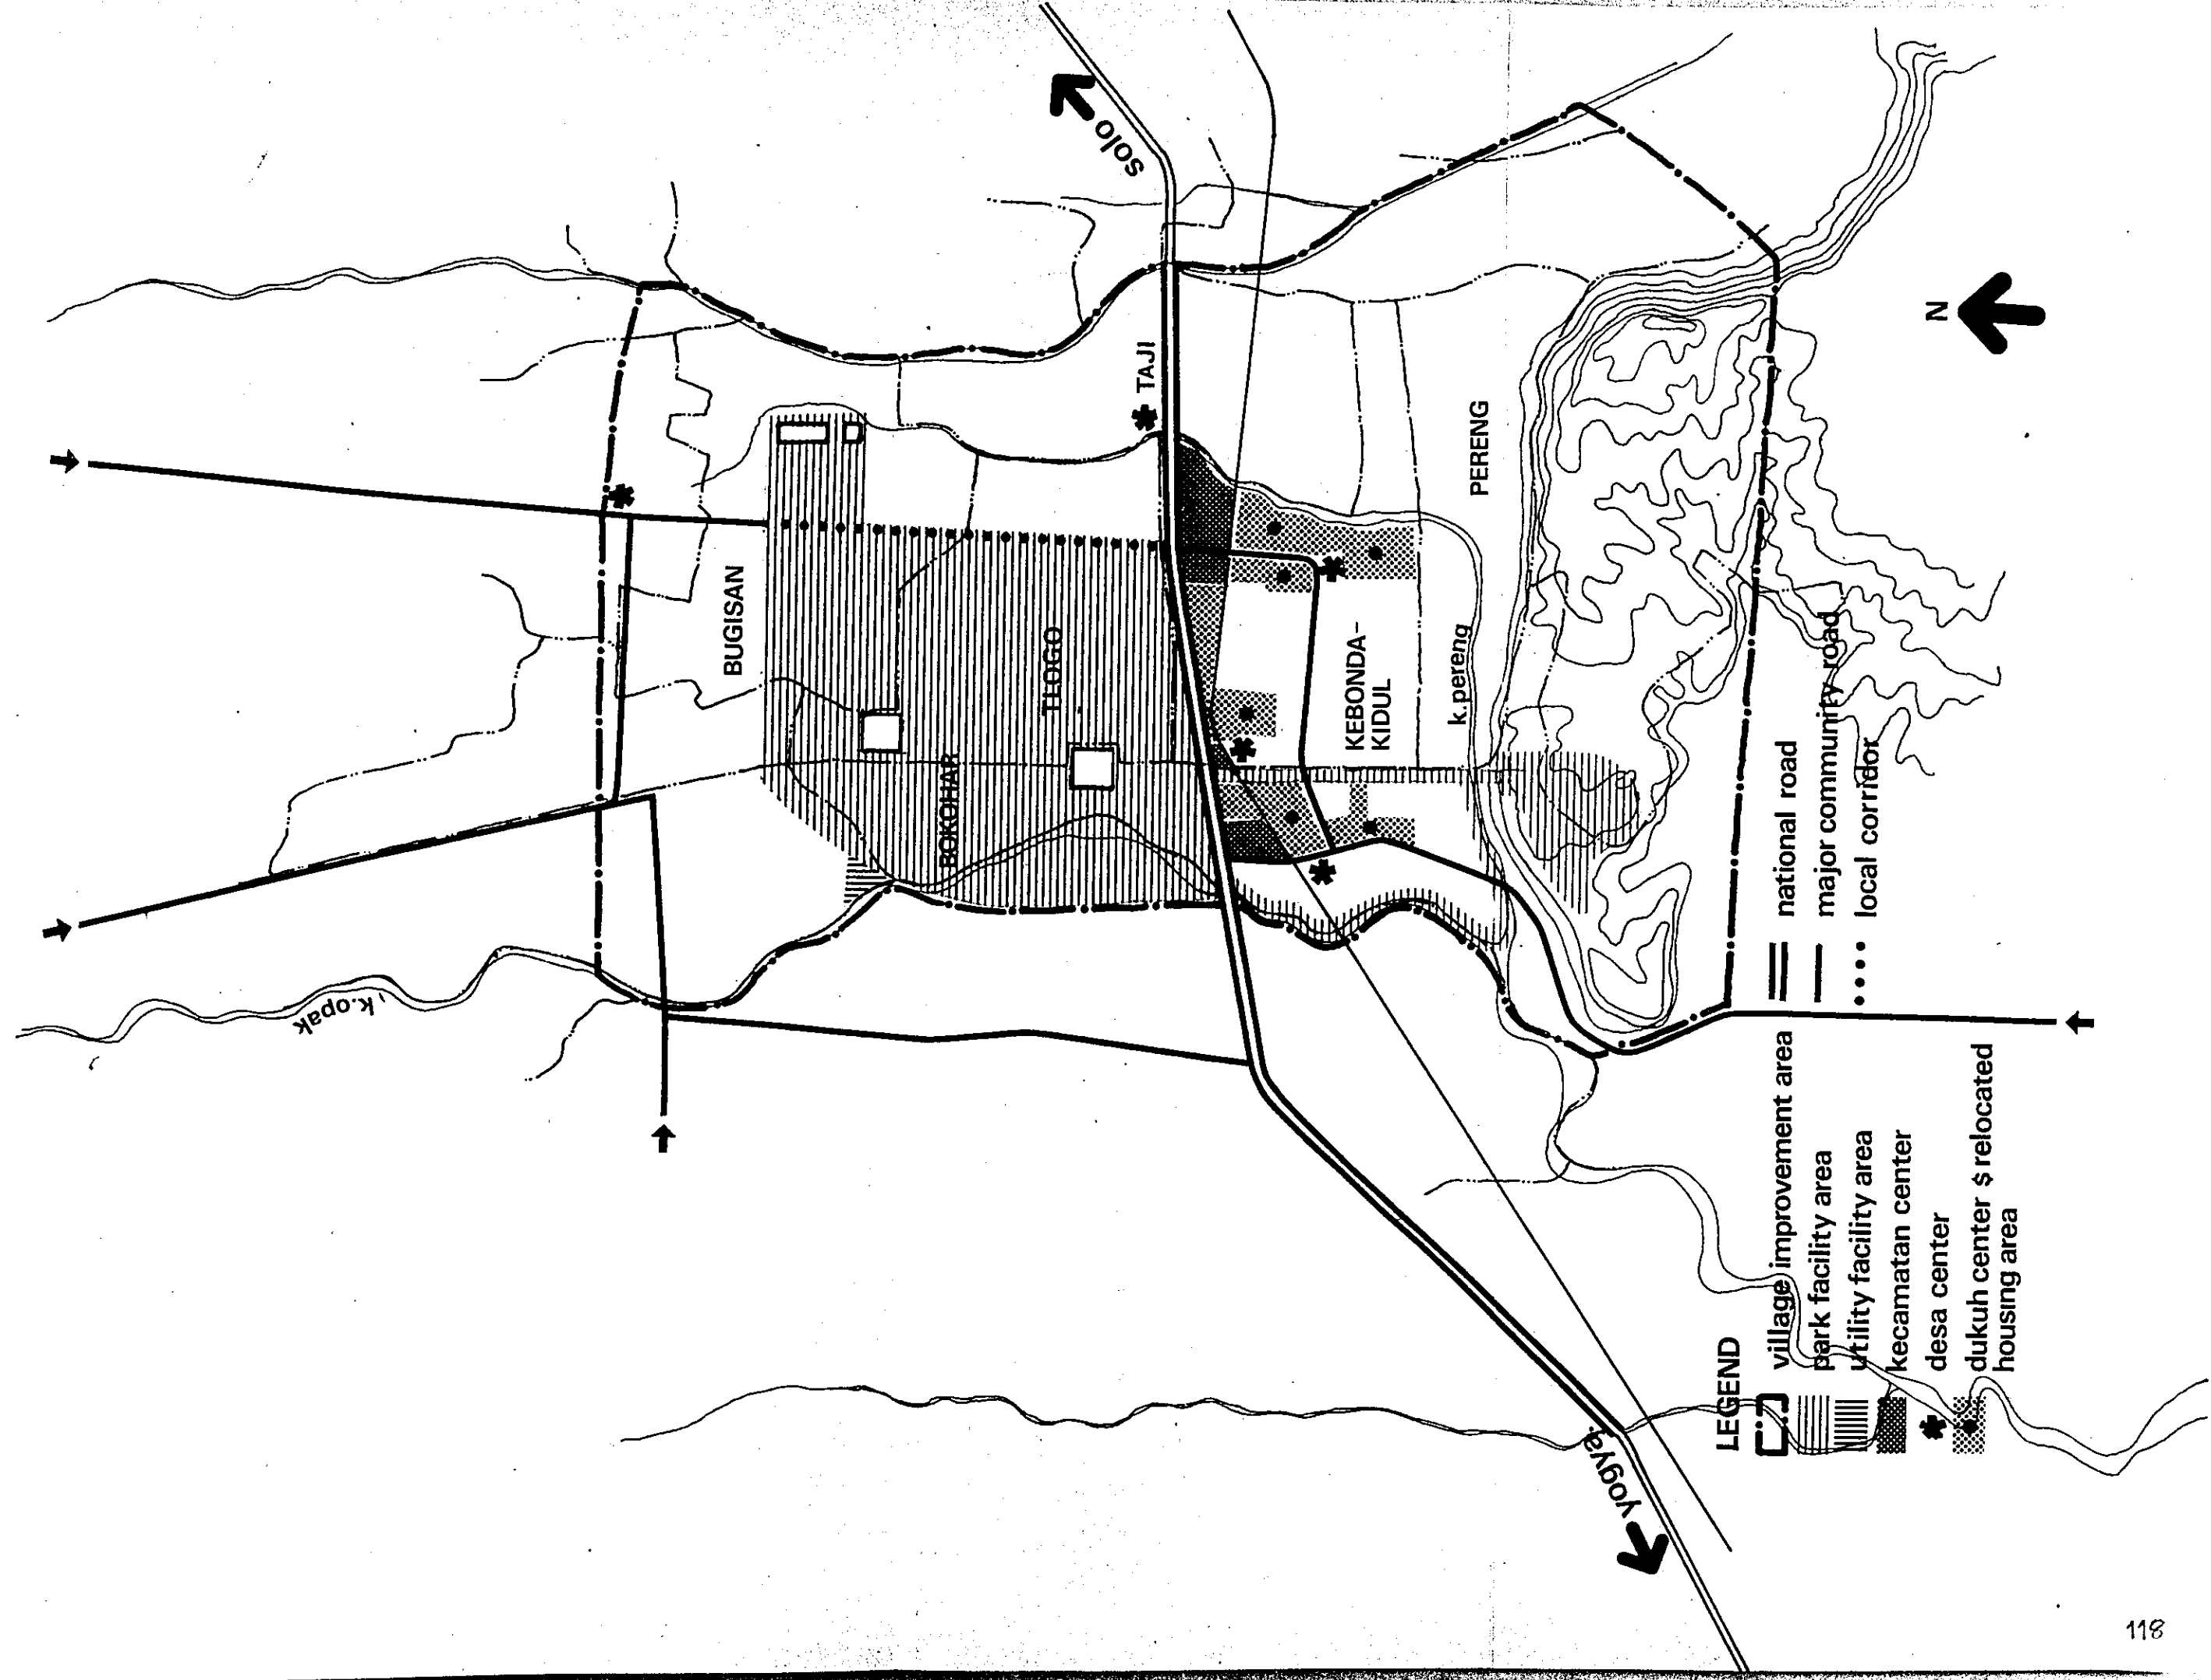 solo
N
TAJI
PERENG
BUGISAN
TLOGO
KEBONDA-
KIDUL
k.pereng
BOKOHAR
k.opak
yogya.
LEGEND
village improvement area
park facility area
utility facility area
kecamatan center
desa center
dukuh center $ relocated
housing area
national road
major community road
local corridor
118